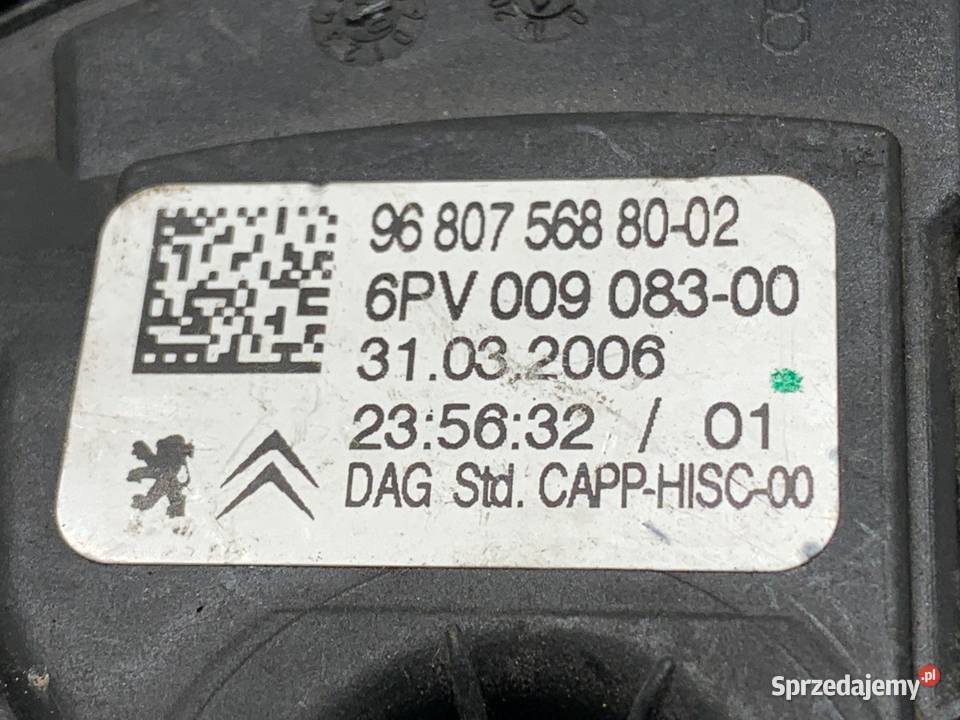 96 807 568 80-02
6PV 009 083-00
31.03.2006
23:56:32 / 01
DAG Std. CAPP-HISC-00
Sprzedajemy.pl